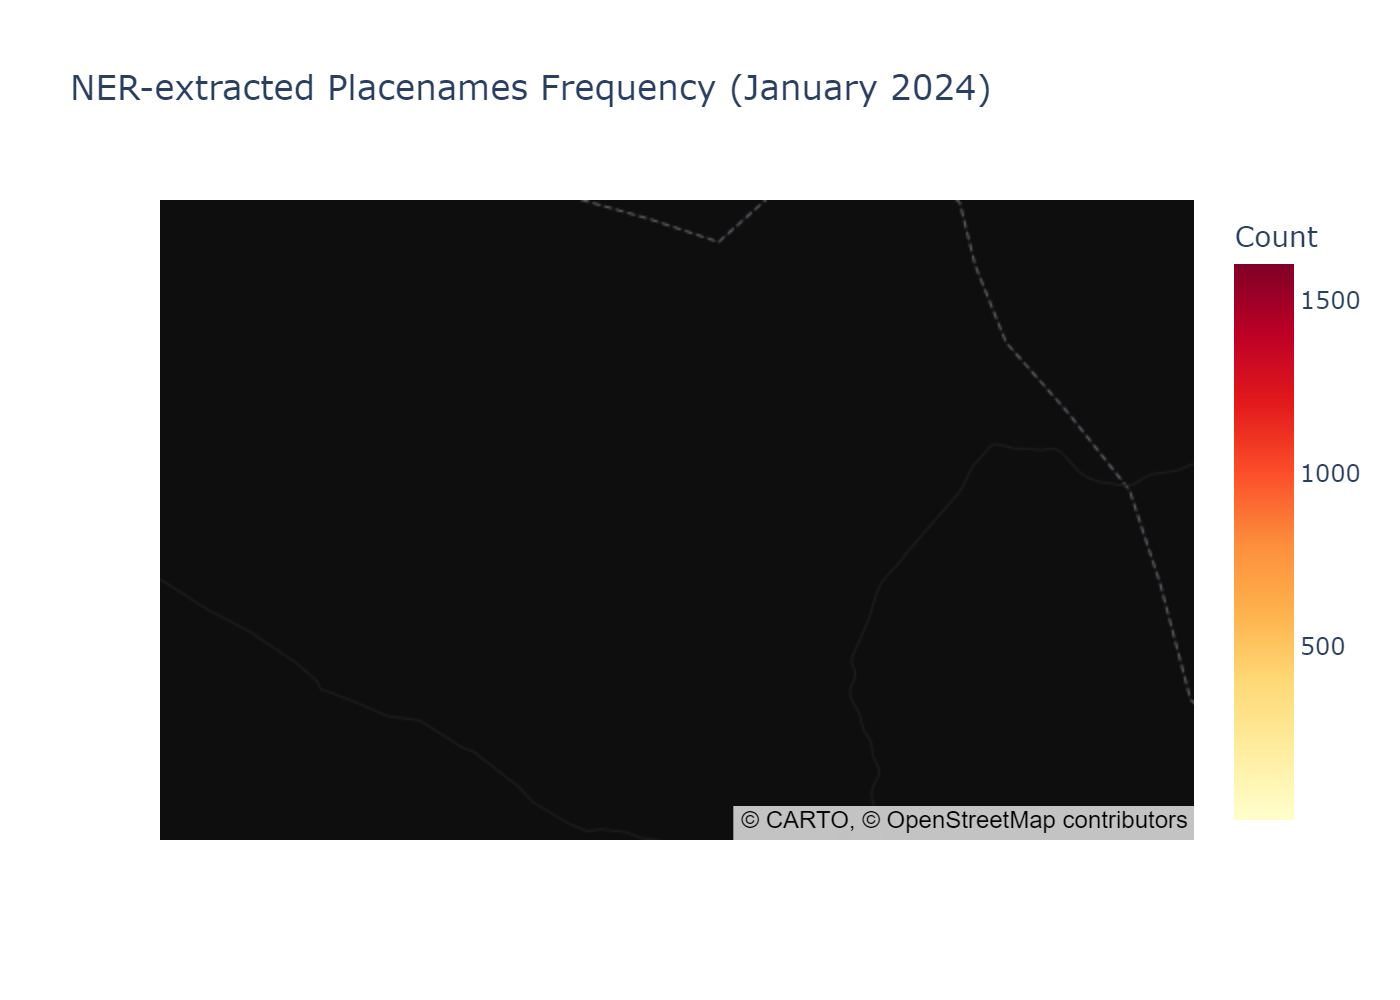 NER-extracted Placenames Frequency (January 2024)
Count
1500
1000
500
© CARTO, © OpenStreetMap contributors